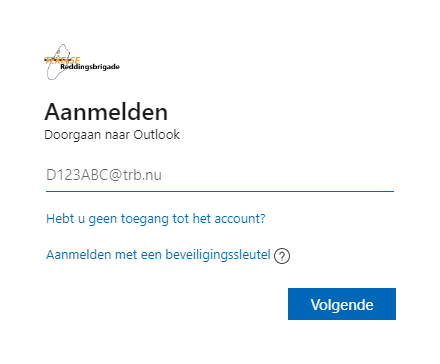 TEXELSE
Reddingsbrigade
Aanmelden
Doorgaan naar Outlook
D123ABC@trb.nu
Hebt u geen toegang tot het account?
Aanmelden met een beveiligingssleutel ?
Volgende